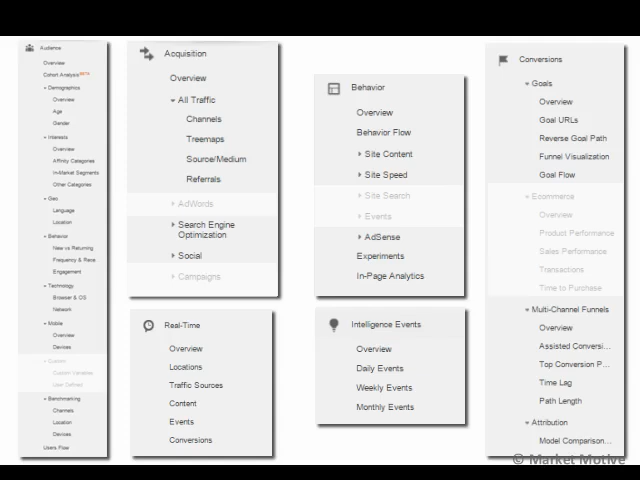 Audience
Overview
Cohort Analysis BETA
Demographics
Overview
Age
Gender
Interests
Overview
Affinity Categories
In-Market Segments
Other Categories
Geo
Language
Location
Behavior
New vs Returning
Frequency & Rece
Engagement
Technology
Browser & OS
Network
Mobile
Overview
Devices
Custom
Custom Variables
User Defined
Benchmarking
Channels
Location
Devices
Users Flow
Acquisition
Overview
All Traffic
Channels
Treemaps
Source/Medium
Referrals
AdWords
Search Engine
Optimization
Social
Campaigns
Real-Time
Overview
Locations
Traffic Sources
Content
Events
Conversions
Behavior
Overview
Behavior Flow
Site Content
Site Speed
Site Search
Events
AdSense
Experiments
In-Page Analytics
Intelligence Events
Overview
Daily Events
Weekly Events
Monthly Events
Conversions
Goals
Overview
Goal URLs
Reverse Goal Path
Funnel Visualization
Goal Flow
Ecommerce
Overview
Product Performance
Sales Performance
Transactions
Time to Purchase
Multi-Channel Funnels
Overview
Assisted Conversi...
Top Conversion P...
Time Lag
Path Length
Attribution
Model Comparison...
© Market Motive